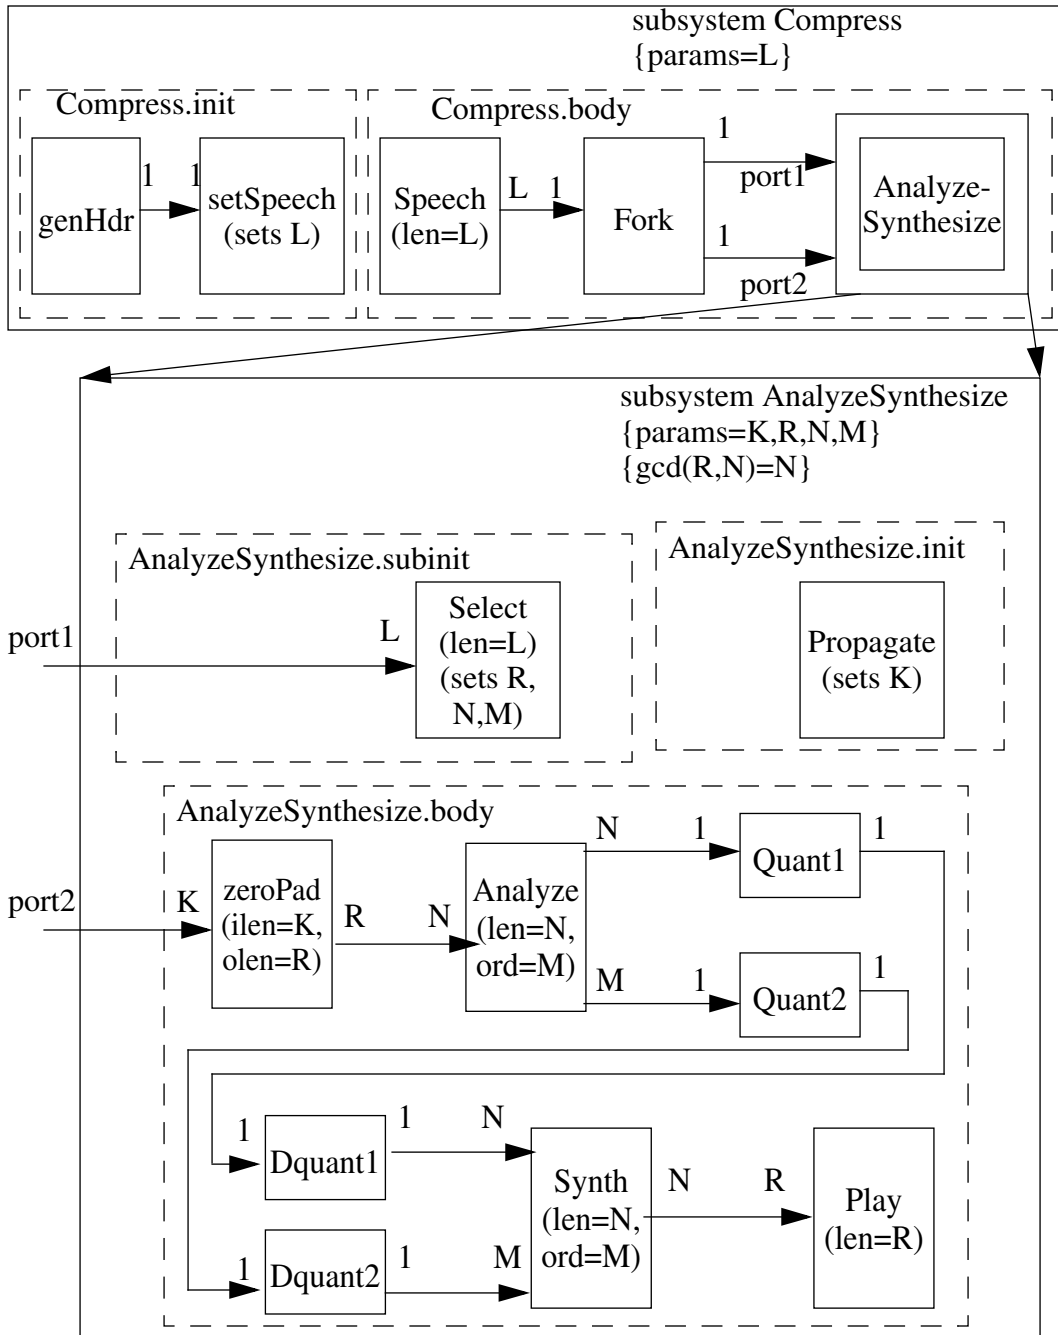 subsystem Compress
{params=L}
Compress.init
Compress.body
genHdr
1
1
setSpeech
(sets L)
Speech
(len=L)
L
1
Fork
1
port1
1
port2
Analyze-
Synthesize
subsystem AnalyzeSynthesize
{params=K,R,N,M}
{gcd(R,N)=N}
AnalyzeSynthesize.subinit
port1
L
Select
(len=L)
(sets R,
N,M)
AnalyzeSynthesize.init
Propagate
(sets K)
AnalyzeSynthesize.body
port2
K
zeroPad
(ilen=K,
olen=R)
R
N
Analyze
(len=N,
ord=M)
N
1
Quant1
1
M
1
Quant2
1
1
Dquant1
1
N
1
Dquant2
1
M
Synth
(len=N,
ord=M)
N
R
Play
(len=R)